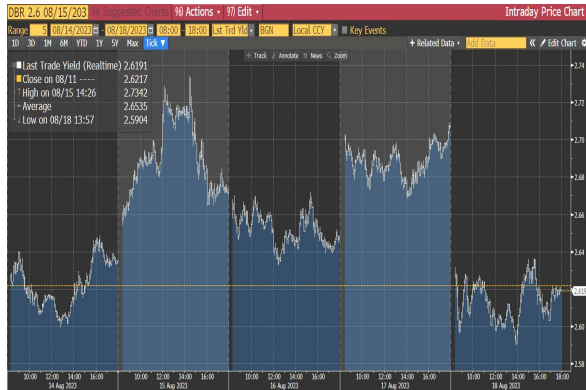 DBR 2.6 08/15/203 94) Suggested Charts 96) Actions 97) Edit Intraday Price Chart
Range 5 08/14/2023 - 08/18/2023 08:00 - 18:00 Lst Trd Yld BGN Local CCY Key Events
1D 3D 1M 6M YTD 1Y 5Y Max Tick + Related Data Add Data « Edit Chart
+ Track Annotate News Zoom
Last Trade Yield (Realtime) 2.6191
Close on 08/11 ---- 2.6217
High on 08/15 14:26 2.7342
Average 2.6535
Low on 08/18 13:57 2.5904
2.74
2.72
2.70
2.68
2.66
2.64
2.619
2.60
2.58
10:00 12:00 14:00 16:00 10:00 12:00 14:00 16:00 10:00 12:00 14:00 16:00 10:00 12:00 14:00 16:00 10:00 12:00 14:00 16:00 18:00
14 Aug 2023 15 Aug 2023 16 Aug 2023 17 Aug 2023 18 Aug 2023